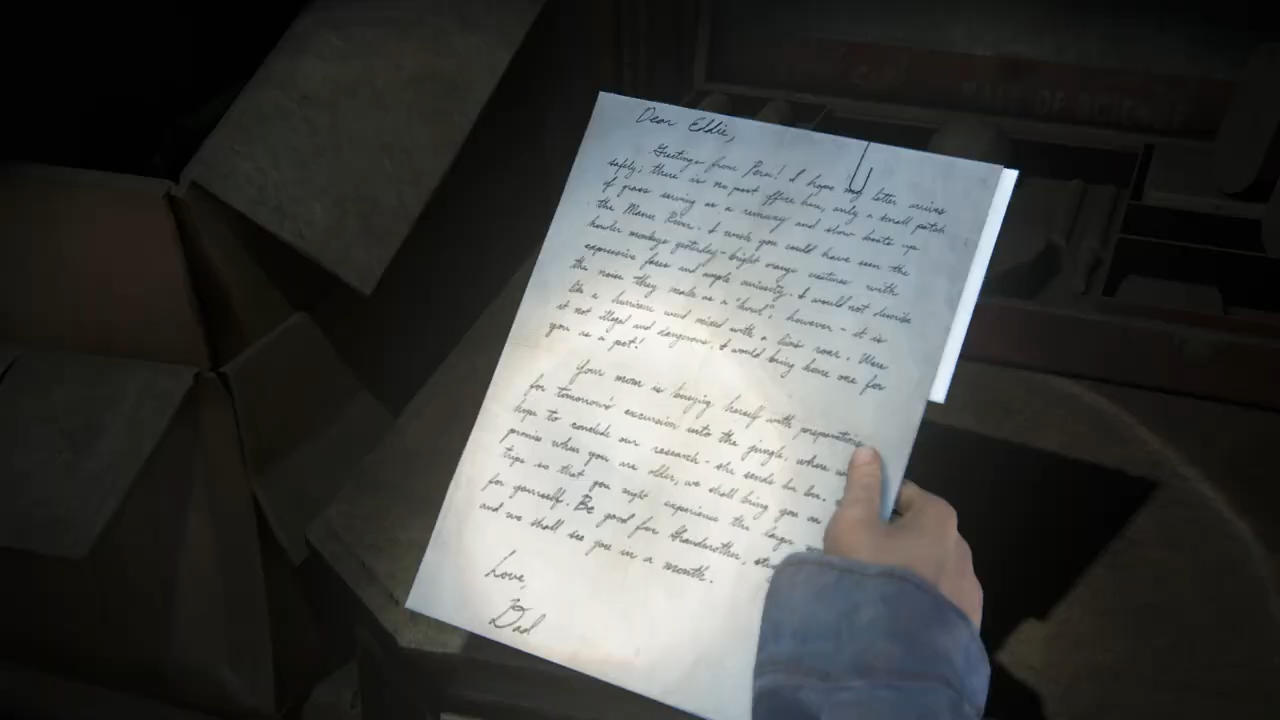 Dear Eddie,
Greetings from Peru! I hope my letter arrives
safely; there is no post office here, only a small patch
of grass serving as a runway and slow boats up
the Manu River. I wish you could have seen the
howler monkeys yesterday - bright orange creatures with
expressive faces and ample curiosity. I would not describe
the noise they make as a "howl", however - it is
like a hurricane wind mixed with a lion's roar. Were
it not illegal and dangerous, I would bring home one for
you as a pet!
Your mom is busying herself with preparations
for tomorrow's excursion into the jungle, where
hope to conclude our research - she sends her love.
promise when you are older, we shall bring you on
trips so that you might experience this
for yourself. Be good for Grandmother,
and we shall see you in a month.
Love,
Dad
OF